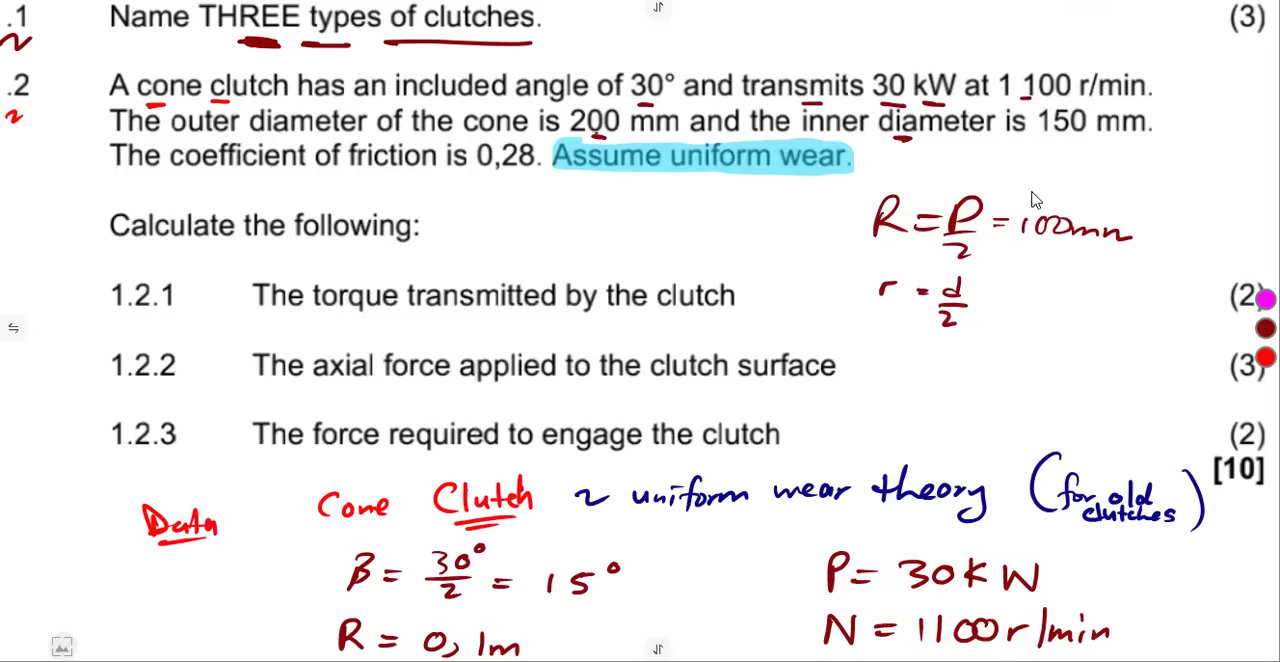 .1 Name THREE types of clutches. (3)
.2 A cone clutch has an included angle of 30° and transmits 30 kW at 1 100 r/min.
The outer diameter of the cone is 200 mm and the inner diameter is 150 mm.
The coefficient of friction is 0,28. Assume uniform wear.
R = P/2 = 100mm
Calculate the following:
r = d/2
1.2.1 The torque transmitted by the clutch (2)
1.2.2 The axial force applied to the clutch surface (3)
1.2.3 The force required to engage the clutch (2)
[10]
Data Cone Clutch ~ uniform wear theory (for old clutches)
β = 30°/2 = 15° P = 30KW
R = 0,1m N = 1100r/min